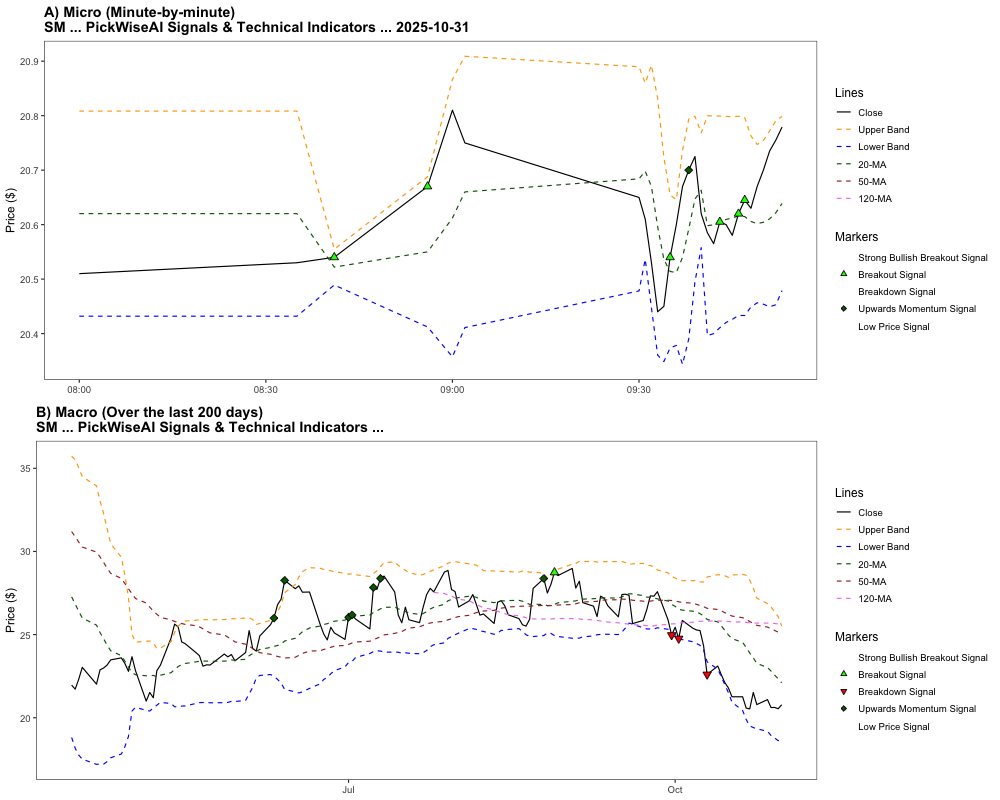 A) Micro (Minute-by-minute)
SM ... PickWiseAI Signals & Technical Indicators ... 2025-10-31
Price ($)
20.9
20.8
20.7
20.6
20.5
20.4
08:00
08:30
09:00
09:30
Lines
Close
Upper Band
Lower Band
20-MA
50-MA
120-MA
Markers
Strong Bullish Breakout Signal
Breakout Signal
Breakdown Signal
Upwards Momentum Signal
Low Price Signal
B) Macro (Over the last 200 days)
SM ... PickWiseAI Signals & Technical Indicators ...
Price ($)
35
30
25
20
Jul
Oct
Lines
Close
Upper Band
Lower Band
20-MA
50-MA
120-MA
Markers
Strong Bullish Breakout Signal
Breakout Signal
Breakdown Signal
Upwards Momentum Signal
Low Price Signal